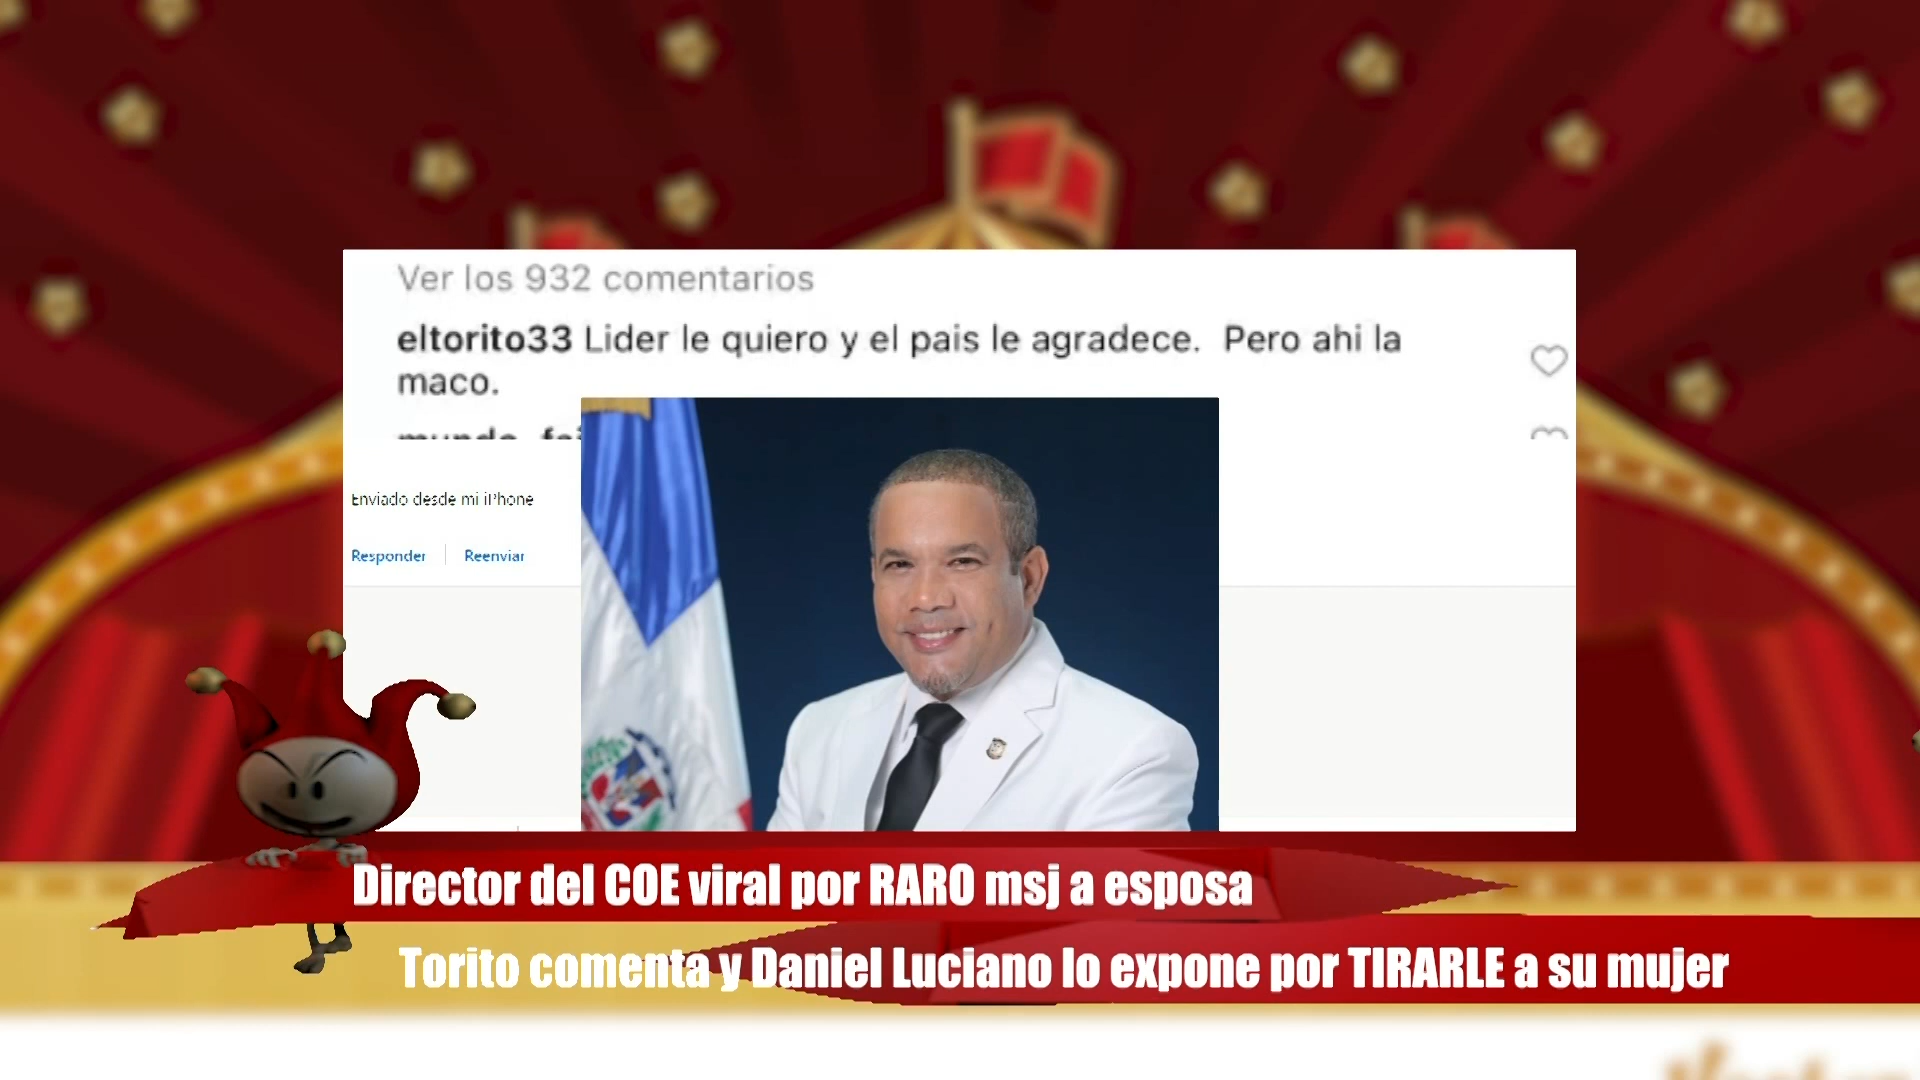 Ver los 932 comentarios
eltorito33 Lider le quiero y el pais le agradece. Pero ahi la
maco.
Enviado desde mi iPhone
Responder Reenviar
Director del COE viral por RARO msj a esposa
Torito comenta y Daniel Luciano lo expone por TIRARLE a su mujer